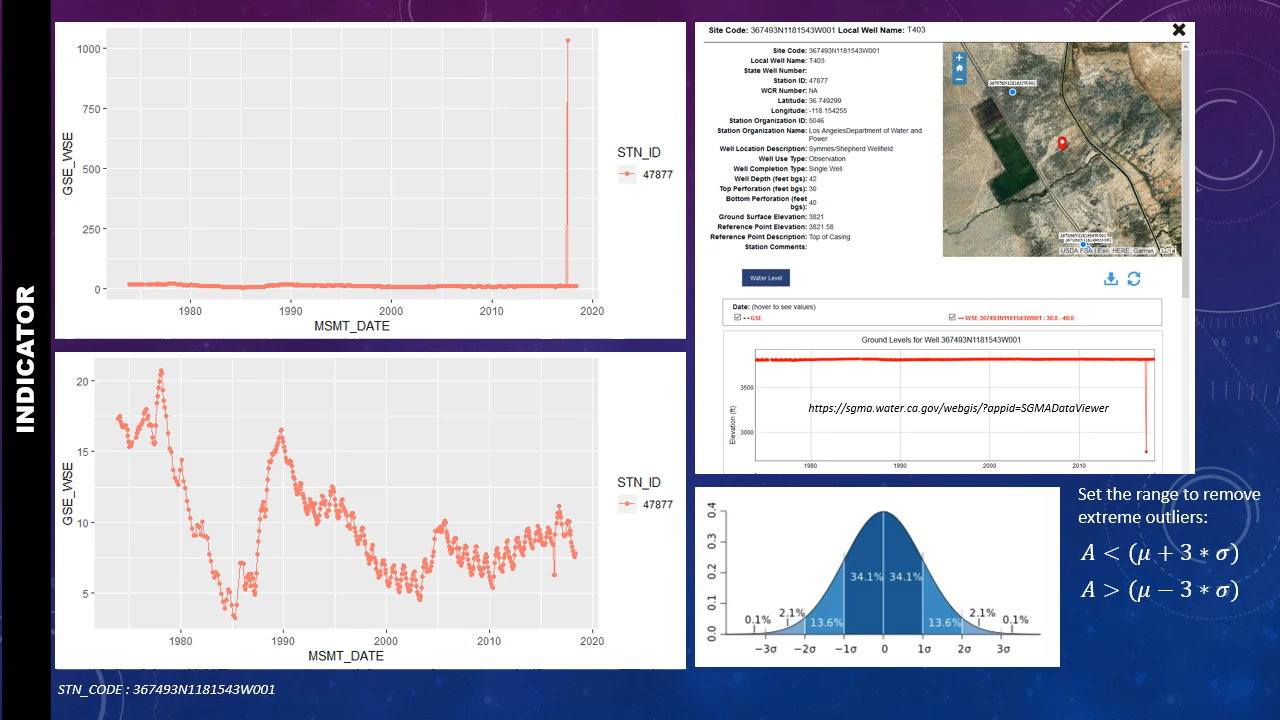 INDICATOR
1000
750
500
250
0
GSE_WSE
1980
1990
2000
2010
2020
MSMT_DATE
STN_ID
47877
20
15
10
5
GSE_WSE
1980
1990
2000
2010
2020
MSMT_DATE
STN_ID
47877
STN_CODE : 367493N1181543W001
Site Code: 367493N1181543W001 Local Well Name: T403
Site Code: 367493N1181543W001
Local Well Name: T403
State Well Number:
Station ID: 47877
WCR Number: NA
Latitude: 36.749299
Longitude: -118.154255
Station Organization ID: 5046
Station Organization Name: Los AngelesDepartment of Water and
Power
Well Location Description: Symmes/Shepherd Wellfield
Well Use Type: Observation
Well Completion Type: Single Well
Well Depth (feet bgs): 42
Top Perforation (feet bgs): 30
Bottom Perforation (feet
bgs): 40
Ground Surface Elevation: 3821
Reference Point Elevation: 3821.58
Reference Point Description: Top of Casing
Station Comments:
USDA FSA | Esri, HERE, Garmin
esri
Water Level
Date: (hover to see values)
GSE
WSE 367493N1181543W001 : 30.0 - 40.0
Ground Levels for Well 367493N1181543W001
3500
3000
Elevation (ft)
https://sgma.water.ca.gov/webgis/?appid=SGMADataViewer
1980
1990
2000
2010
0.4
0.3
0.2
0.1
0.0
0.1%
2.1%
13.6%
34.1%
34.1%
13.6%
2.1%
0.1%
−3σ
−2σ
−1σ
0
1σ
2σ
3σ
Set the range to remove
extreme outliers:
A < (μ + 3 ∗ σ)
A > (μ − 3 ∗ σ)
06 08